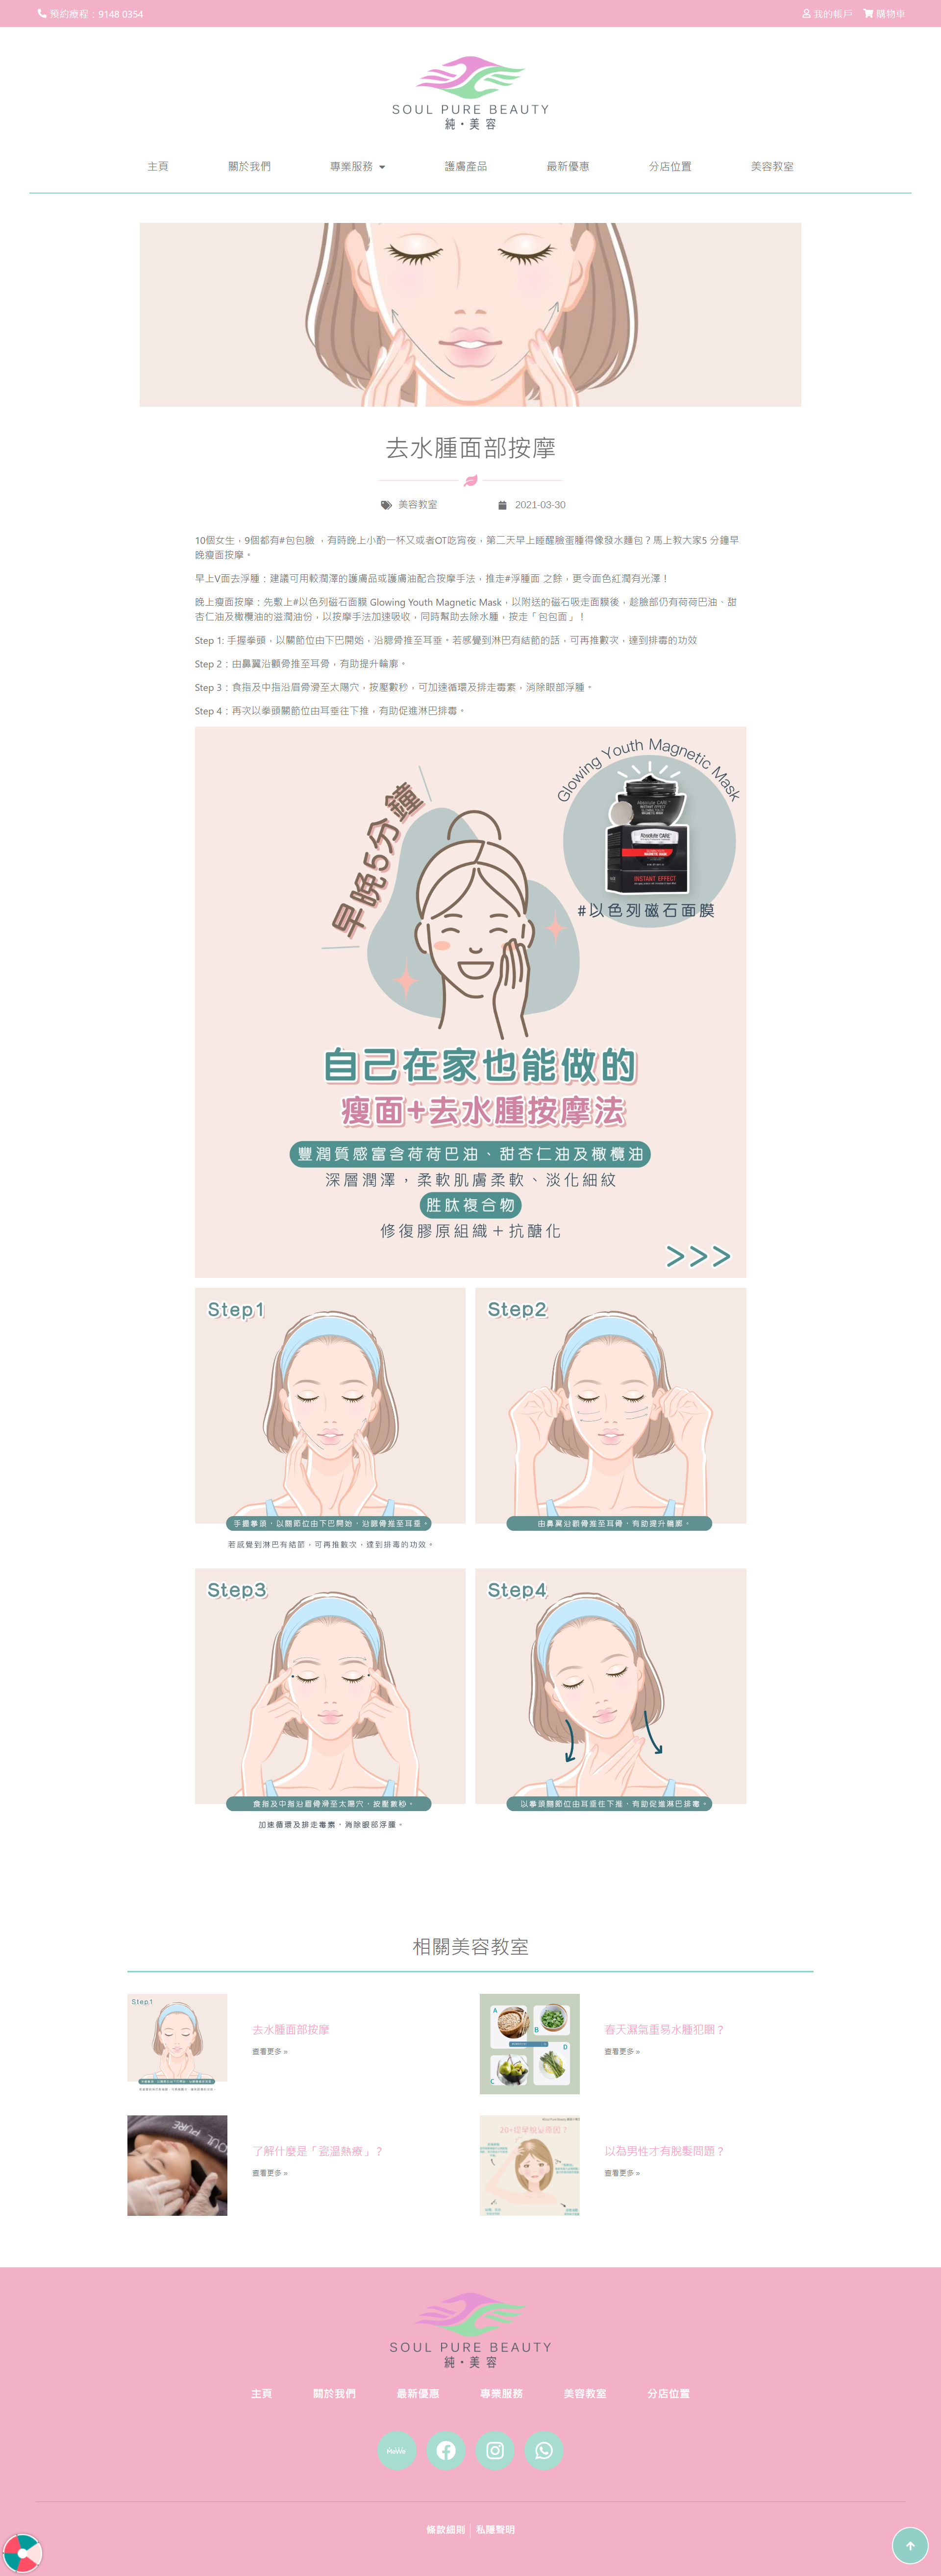 預約療程：9148 0354
我的帳戶
購物車
SOUL PURE BEAUTY
純・美 容
主頁
關於我們
專業服務
護膚產品
最新優惠
分店位置
美容教室
去水腫面部按摩
美容教室
2021-03-30
10個女生，9個都有#包包臉 ，有時晚上小酌一杯又或者OT吃宵夜，第二天早上睡醒臉蛋腫得像發水麵包？馬上教大家5 分鐘早
晚瘦面按摩。
早上V面去浮腫：建議可用較潤澤的護膚品或護膚油配合按摩手法，推走#浮腫面 之餘，更令面色紅潤有光澤！
晚上瘦面按摩：先敷上#以色列磁石面膜 Glowing Youth Magnetic Mask，以附送的磁石吸走面膜後，趁臉部仍有荷荷巴油、甜
杏仁油及橄欖油的滋潤油份，以按摩手法加速吸收，同時幫助去除水腫，按走「包包面」！
Step 1: 手握拳頭，以關節位由下巴開始，沿腮骨推至耳垂。若感覺到淋巴有結節的話，可再推數次，達到排毒的功效
Step 2：由鼻翼沿顴骨推至耳骨，有助提升輪廓。
Step 3：食指及中指沿眉骨滑至太陽穴，按壓數秒，可加速循環及排走毒素，消除眼部浮腫。
Step 4：再次以拳頭關節位由耳垂往下推，有助促進淋巴排毒。
Glowing Youth Magnetic Mask
早晚5分鐘
Absolute CARE
INSTANT EFFECT
#以色列磁石面膜
自己在家也能做的
瘦面+去水腫按摩法
豐潤質感富含荷荷巴油、甜杏仁油及橄欖油
深層潤澤，柔軟肌膚柔軟、淡化細紋
胜肽複合物
修復膠原組織＋抗醣化
>>>
Step1
Step2
手握拳頭，以關節位由下巴開始，沿腮骨推至耳垂。
由鼻翼沿顴骨推至耳骨，有助提升輪廓。
若感覺到淋巴有結節，可再推數次，達到排毒的功效。
Step3
Step4
食指及中指沿眉骨滑至太陽穴，按壓數秒。
以拳頭關節位由耳垂往下推，有助促進淋巴排毒。
加速循環及排走毒素，消除眼部浮腫。
相關美容教室
Step1
去水腫面部按摩
查看更多 »
A
B
C
D
春天濕氣重易水腫犯睏？
查看更多 »
了解什麼是「瓷溫熱療」？
查看更多 »
以為男性才有脫髮問題？
查看更多 »
SOUL PURE BEAUTY
純・美 容
主頁
關於我們
最新優惠
專業服務
美容教室
分店位置
MeWe
條款細則
私隱聲明